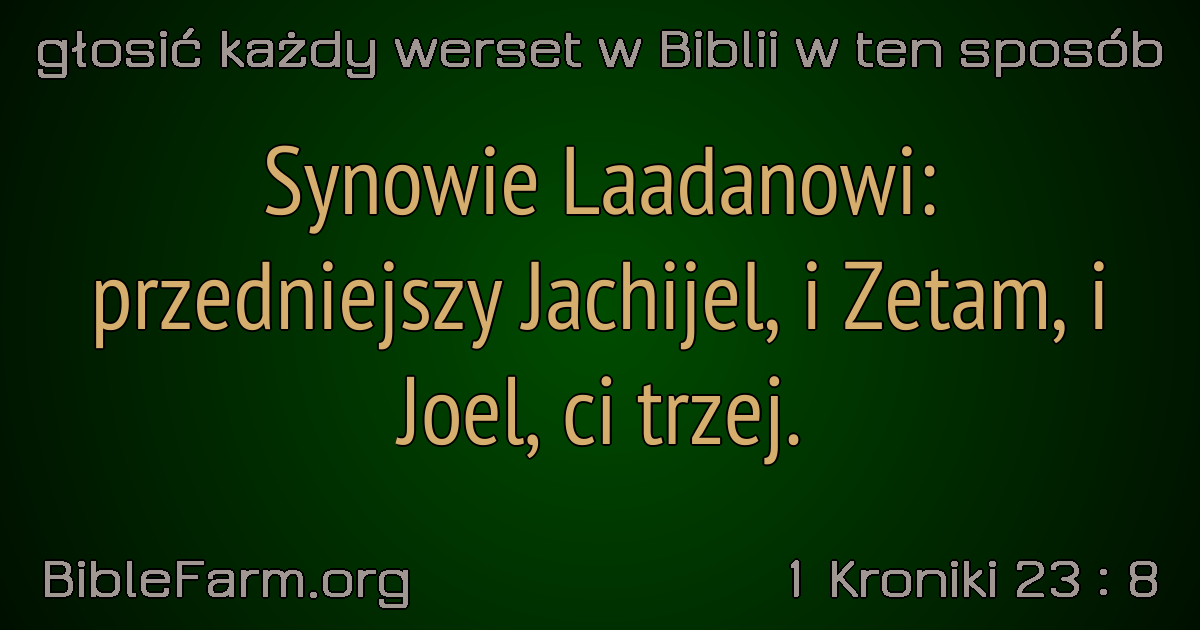 głosić każdy werset w Biblii w ten sposób
Synowie Laadanowi:
przedniejszy Jachijel, i Zetam, i
Joel, ci trzej.
BibleFarm.org
1 Kroniki 23 : 8